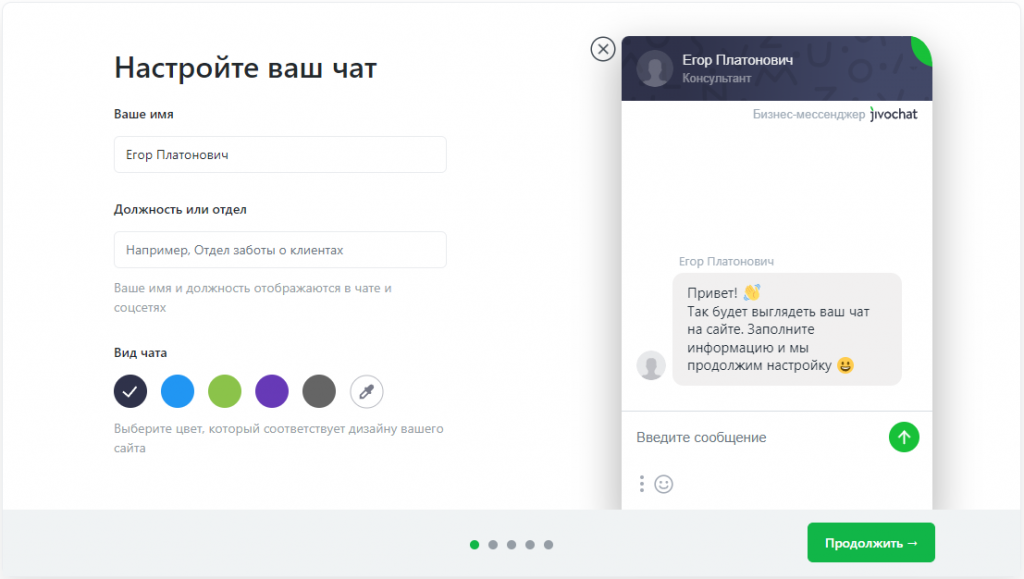 Настройте ваш чат
Ваше имя
Егор Платонович
Должность или отдел
Например, Отдел заботы о клиентах
Ваше имя и должность отображаются в чате и
соцсетях
Вид чата
Выберите цвет, который соответствует дизайну вашего
сайта
Егор Платонович
Консультант
Бизнес-мессенджер jivochat
Егор Платонович
Привет! 👋
Так будет выглядеть ваш чат
на сайте. Заполните
информацию и мы
продолжим настройку 😀
Введите сообщение
Продолжить →